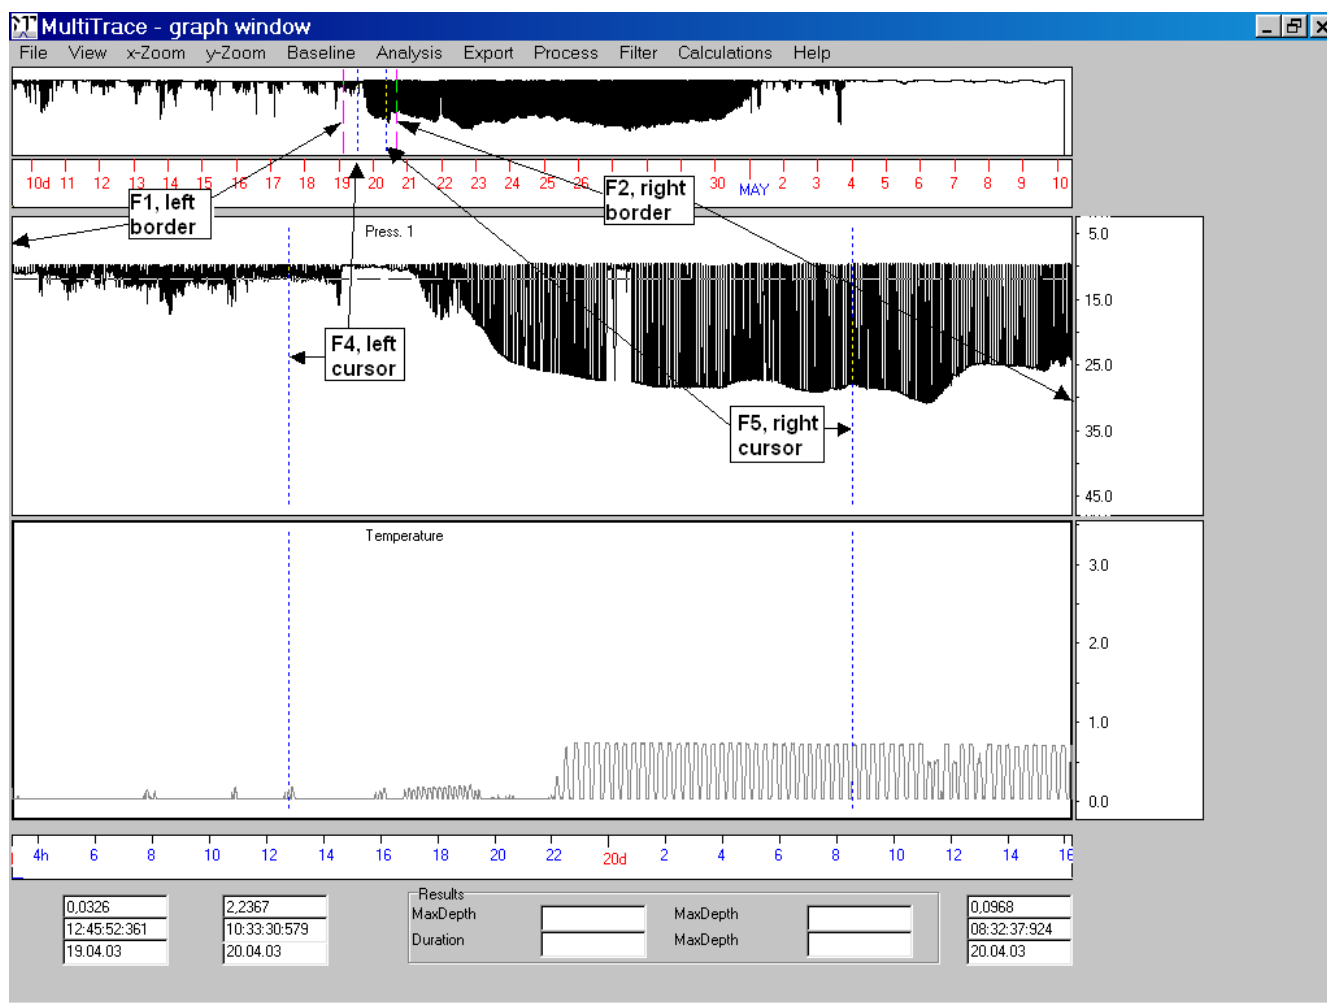 MultiTrace - graph window
File View x-Zoom y-Zoom Baseline Analysis Export Process Filter Calculations Help
10d 11 12 13 14 15 16 17 18 19 20 21 22 23 24 25 26 30 MAY 2 3 4 5 6 7 8 9 10
F1, left
border
F2, right
border
Press. 1
5.0
15.0
25.0
35.0
45.0
F4, left
cursor
F5, right
cursor
Temperature
3.0
2.0
1.0
0.0
4h 6 8 10 12 14 16 18 20 22 20d 2 4 6 8 10 12 14 16
0,0326
12:45:52:361
19.04.03
2,2367
10:33:30:579
20.04.03
Results
MaxDepth MaxDepth
Duration MaxDepth
0,0968
08:32:37:924
20.04.03